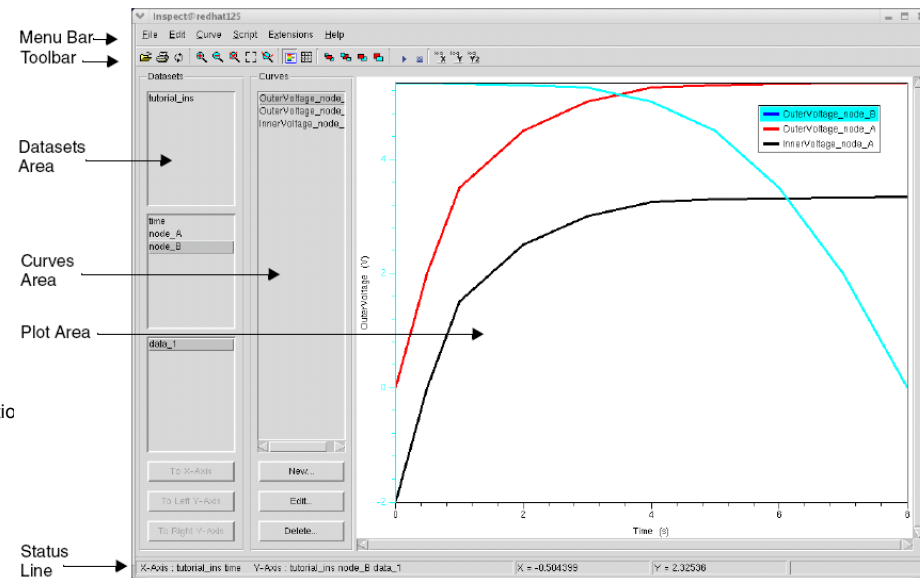 Inspect@redhat125
Menu Bar
File Edit Curve Script Extensions Help
Toolbar
Datasets
Curves
tutorial_ins
OuterVoltage_node_
OuterVoltage_node_
InnerVoltage_node_
OuterVoltage_node_B
OuterVoltage_node_A
InnerVoltage_node_A
Datasets
Area
time
node_A
node_B
Curves
Area
Plot Area
data_1
4
2
0
-2
OuterVoltage (V)
0 2 4 6 8
Time (s)
To X-Axis
New...
To Left Y-Axis
Edit...
To Right Y-Axis
Delete...
Status
Line
X-Axis : tutorial_ins time Y-Axis : tutorial_ins node_B data_1
X = -0.504399
Y = 2.32536